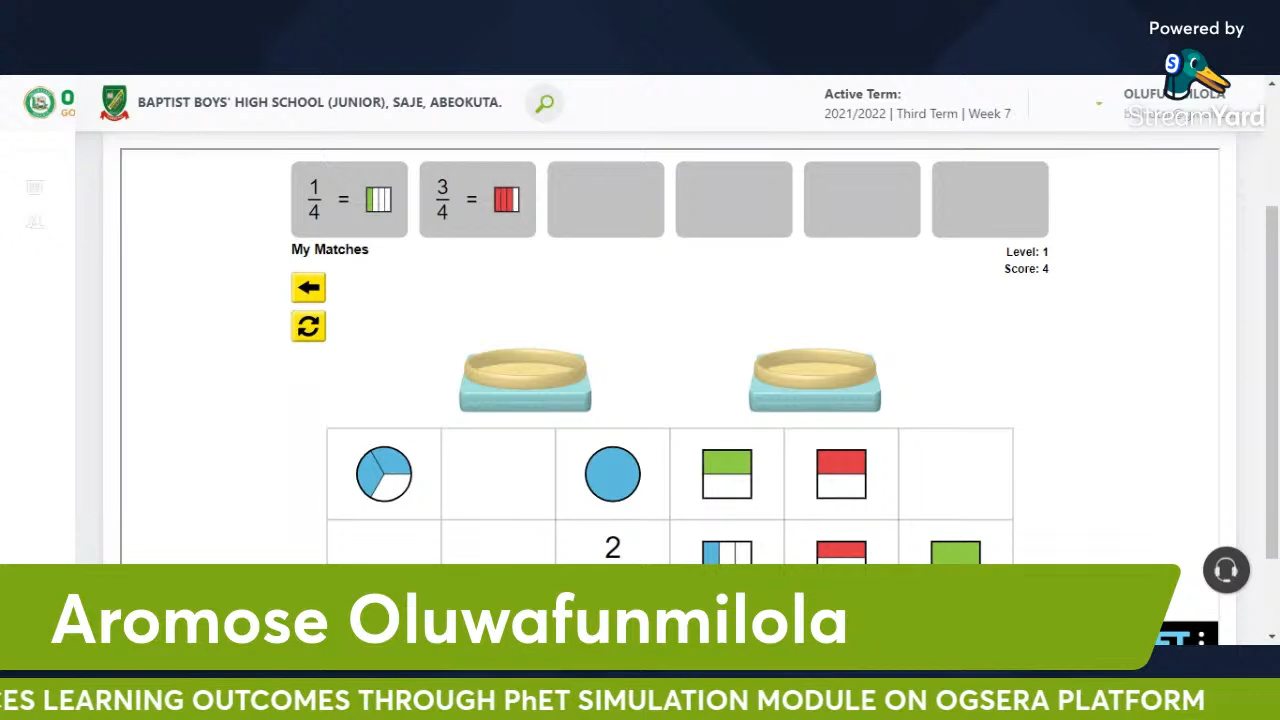 Powered by
S
StreamYard
O
GO
BAPTIST BOYS' HIGH SCHOOL (JUNIOR), SAJE, ABEOKUTA.
Active Term:
2021/2022 | Third Term | Week 7
1/4 =
3/4 =
My Matches
Level: 1
Score: 4
2
Aromose Oluwafunmilola
CES LEARNING OUTCOMES THROUGH PhET SIMULATION MODULE ON OGSERA PLATFORM